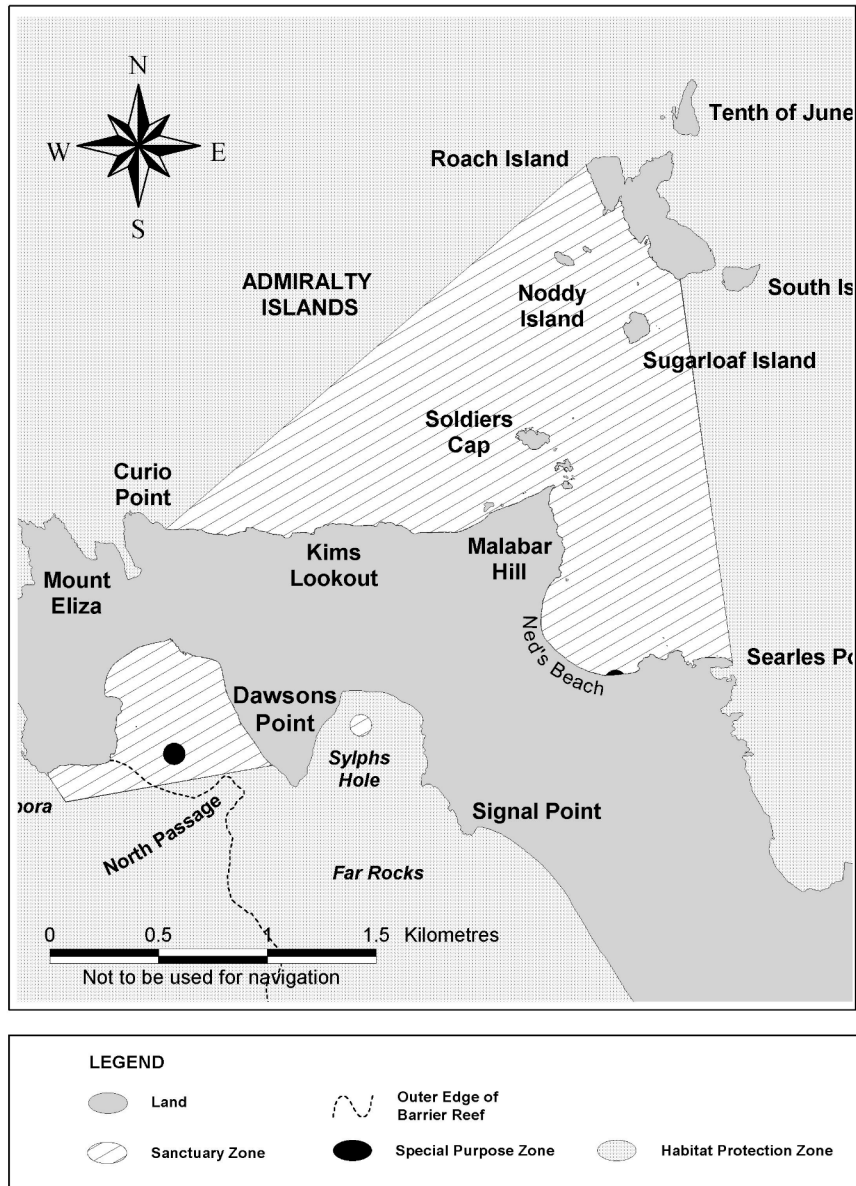 N
W
E
S
Tenth of June
Roach Island
ADMIRALTY
ISLANDS
Noddy
Island
South Is
Sugarloaf Island
Soldiers
Cap
Curio
Point
Kims
Lookout
Malabar
Hill
Mount
Eliza
Ned's Beach
Searles Po
Dawsons
Point
Sylphs
Hole
pora
North Passage
Signal Point
Far Rocks
0 0.5 1 1.5 Kilometres
Not to be used for navigation
LEGEND
Land
Outer Edge of
Barrier Reef
Sanctuary Zone
Special Purpose Zone
Habitat Protection Zone